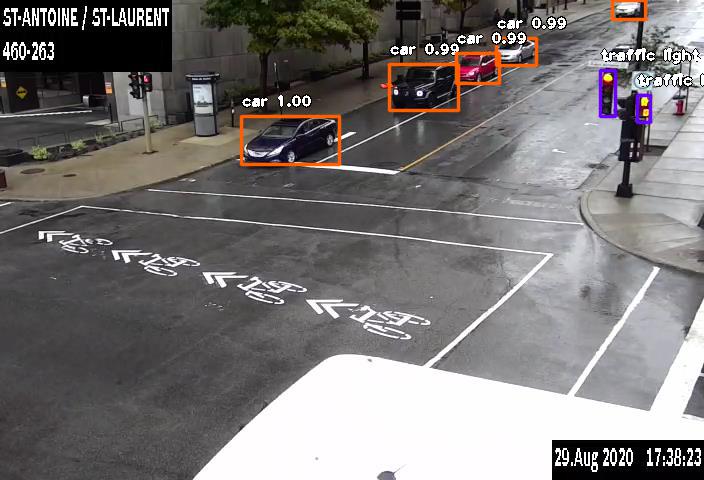 ST-ANTOINE / ST-LAURENT
460-263
car 0.99
car 0.99
car 0.99
traffic light
traffic l
car 1.00
29.Aug 2020 17:38:23